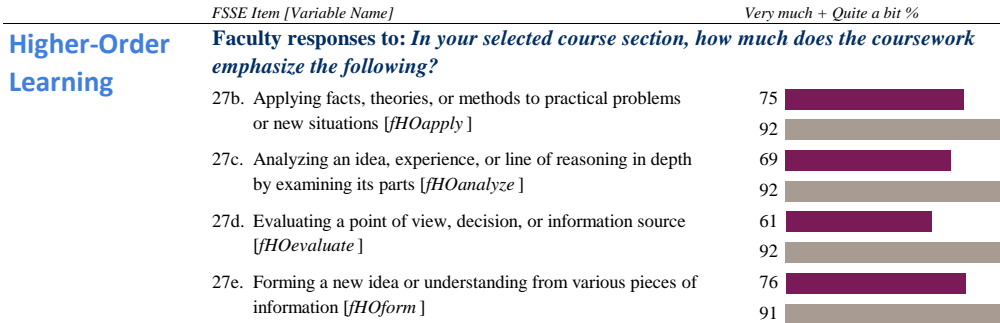 FSSE Item [Variable Name] Very much + Quite a bit %
Higher-Order
Learning
Faculty responses to: In your selected course section, how much does the coursework
emphasize the following?
27b. Applying facts, theories, or methods to practical problems
or new situations [fHOapply ]
75
92
27c. Analyzing an idea, experience, or line of reasoning in depth
by examining its parts [fHOanalyze ]
69
92
27d. Evaluating a point of view, decision, or information source
[fHOevaluate ]
61
92
27e. Forming a new idea or understanding from various pieces of
information [fHOform ]
76
91